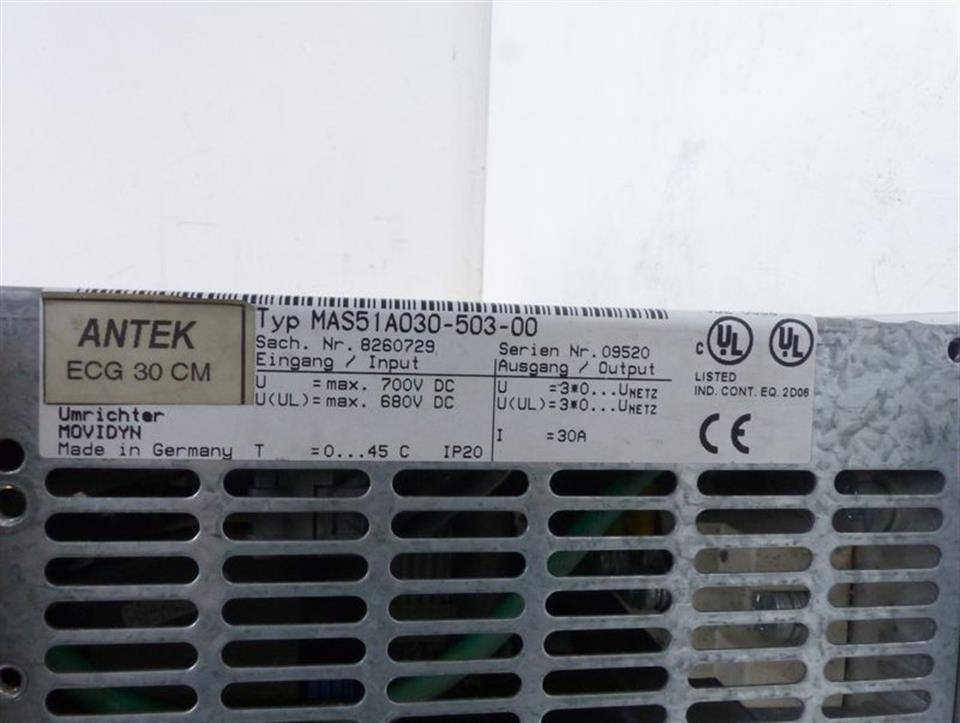 ANTEK
ECG 30 CM
Umrichter
MOVIDYN
Made in Germany
Typ MAS51A030-503-00
Sach. Nr. 8260729
Eingang / Input
U = max. 700V DC
U(UL)= max. 680V DC
T =0...45 C IP20
Serien Nr. 09520
Ausgang / Output
U =3*0...UNETZ
U(UL)=3*0...UNETZ
I =30A
C UL UL
LISTED
IND. CONT. EQ. 2D06
CE